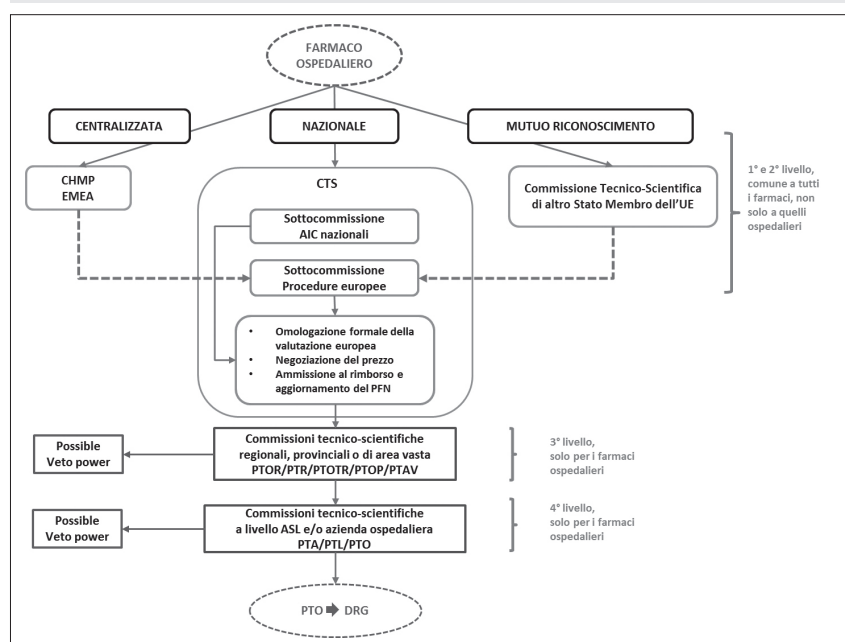 FARMACO
OSPEDALIERO
CENTRALIZZATA
NAZIONALE
MUTUO RICONOSCIMENTO
CHMP
EMEA
CTS
Commissione Tecnico-Scientifica
di altro Stato Membro dell'UE
1° e 2° livello,
comune a tutti
i farmaci, non
solo a quelli
ospedalieri
Sottocommissione
AIC nazionali
Sottocommissione
Procedure europee
• Omologazione formale della
valutazione europea
• Negoziazione del prezzo
• Ammissione al rimborso e
aggiornamento del PFN
Possible
Veto power
Commissioni tecnico-scientifiche
regionali, provinciali o di area vasta
PTOR/PTR/PTOTR/PTOP/PTAV
3° livello,
solo per i farmaci
ospedalieri
Possible
Veto power
Commissioni tecnico-scientifiche
a livello ASL e/o azienda ospedaliera
PTA/PTL/PTO
4° livello,
solo per i farmaci
ospedalieri
PTO ➡ DRG